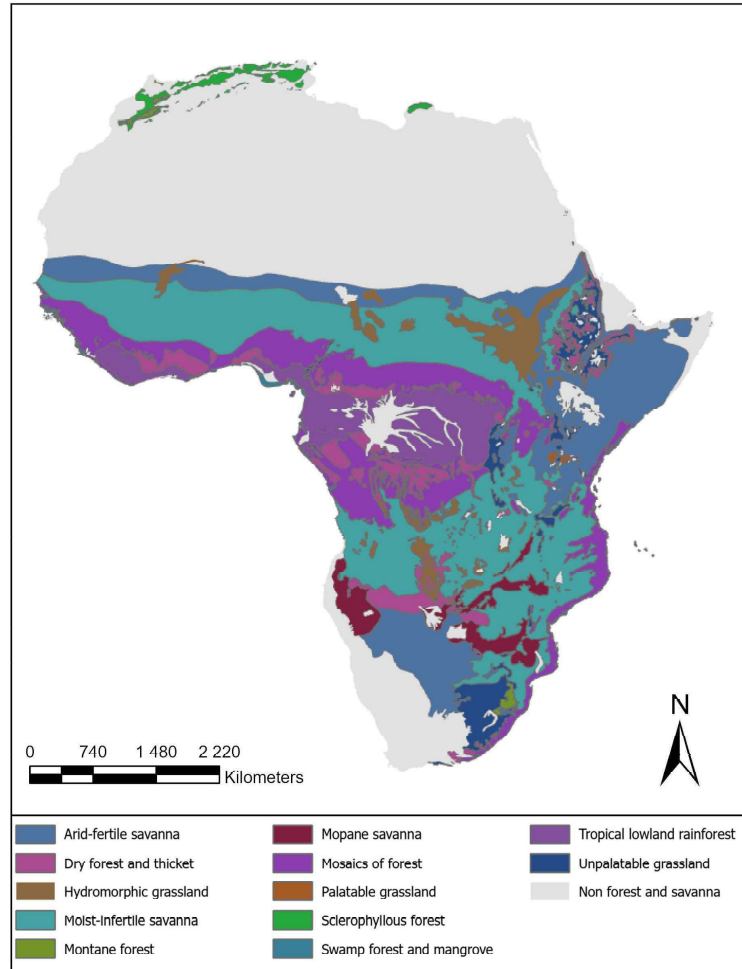 N
0 740 1 480 2 220
Kilometers
Arid-fertile savanna
Mopane savanna
Tropical lowland rainforest
Dry forest and thicket
Mosaics of forest
Unpalatable grassland
Hydromorphic grassland
Palatable grassland
Non forest and savanna
Moist-infertile savanna
Sclerophyllous forest
Montane forest
Swamp forest and mangrove